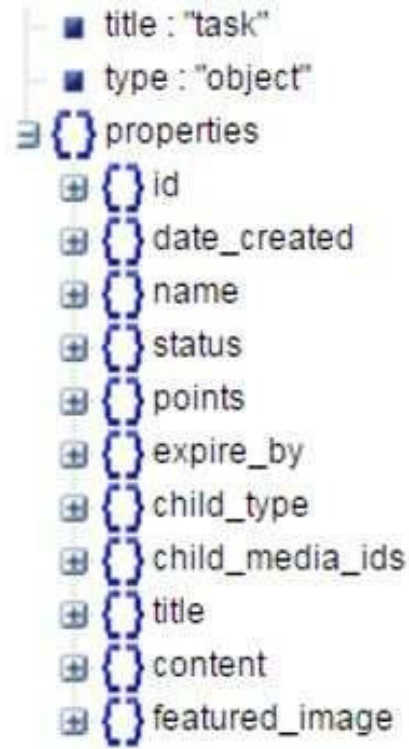 title : "task"
type : "object"
{} properties
{} id
{} date_created
{} name
{} status
{} points
{} expire_by
{} child_type
{} child_media_ids
{} title
{} content
{} featured_image